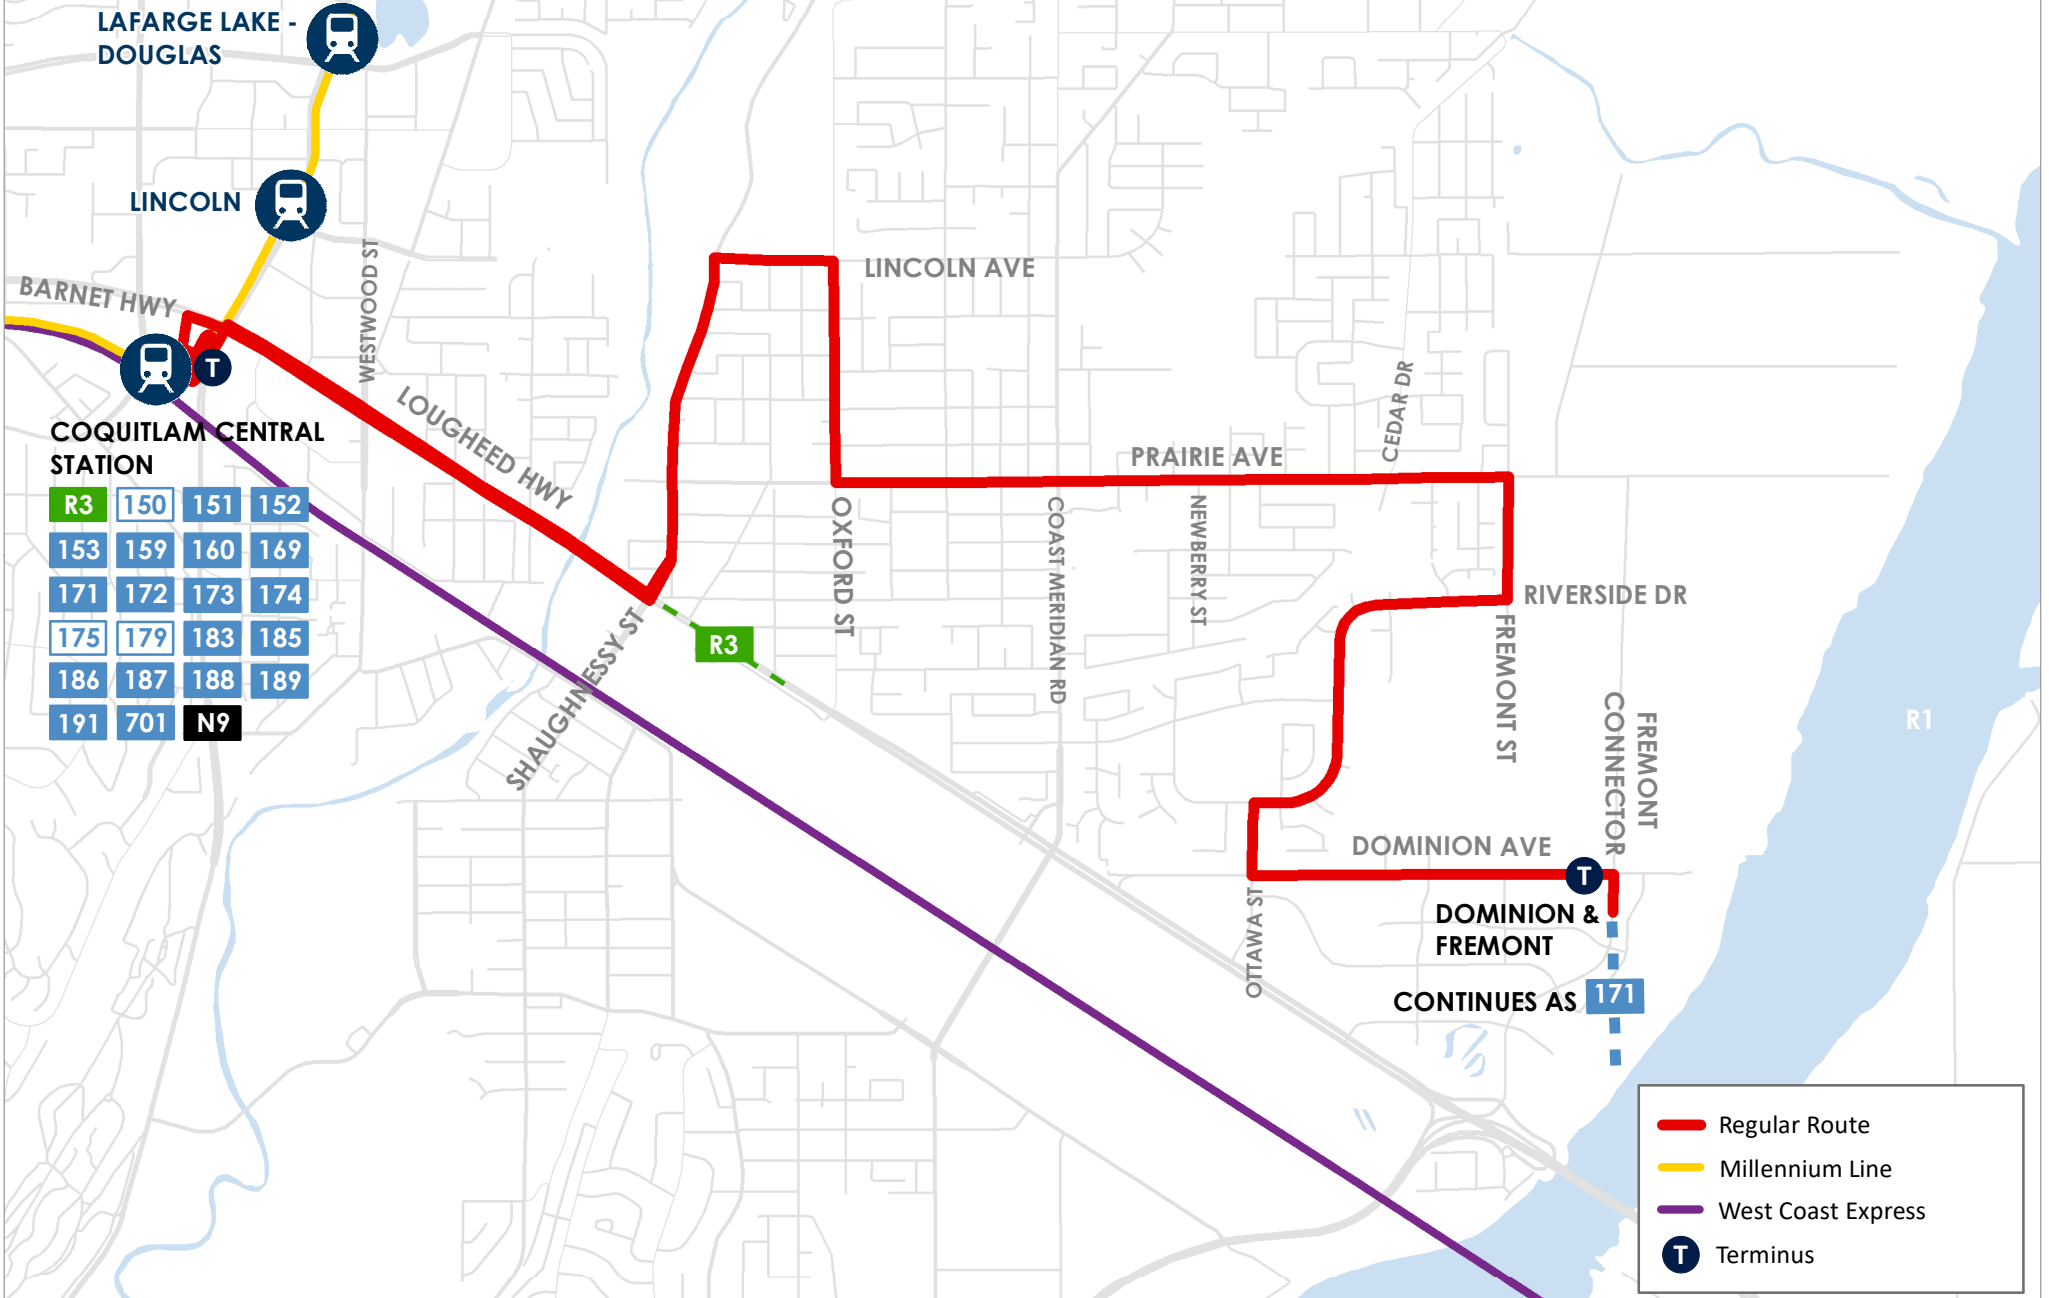 LAFARGE LAKE -
DOUGLAS
LINCOLN
BARNET HWY
WESTWOOD ST
T
LOUGHEED HWY
COQUITLAM CENTRAL
STATION
R3 150 151 152
153 159 160 169
171 172 173 174
175 179 183 185
186 187 188 189
191 701 N9
LINCOLN AVE
PRAIRIE AVE
CEDAR DR
OXFORD ST
COAST MERIDIAN RD
NEWBERRY ST
RIVERSIDE DR
FREMONT ST
R3
SHAUGHNESSY ST
FREMONT
CONNECTOR
R1
DOMINION AVE
T
OTTAWA ST
DOMINION &
FREMONT
CONTINUES AS 171
Regular Route
Millennium Line
West Coast Express
T Terminus